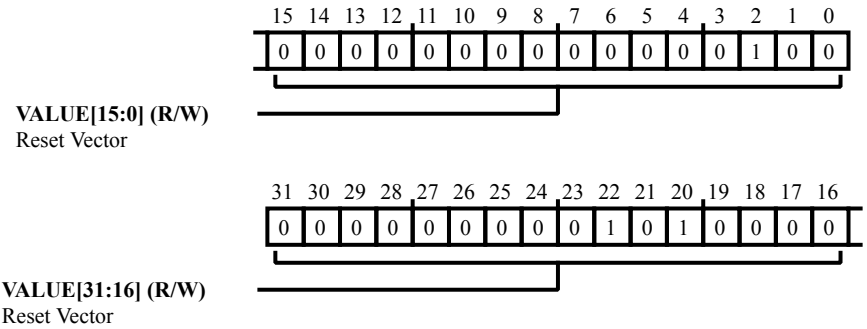 15 14 13 12 11 10 9 8 7 6 5 4 3 2 1 0
0 0 0 0 0 0 0 0 0 0 0 0 0 1 0 0
VALUE[15:0] (R/W)
Reset Vector
31 30 29 28 27 26 25 24 23 22 21 20 19 18 17 16
0 0 0 0 0 0 0 0 0 1 0 1 0 0 0 0
VALUE[31:16] (R/W)
Reset Vector